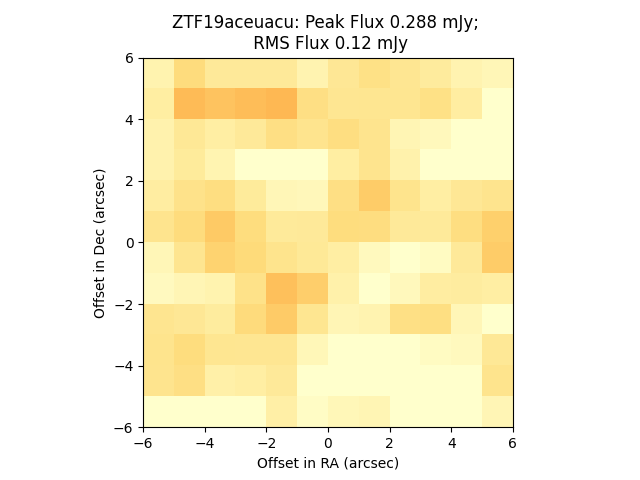 ZTF19aceuacu: Peak Flux 0.288 mJy;
RMS Flux 0.12 mJy
6
4
2
0
−2
−4
−6
Offset in Dec (arcsec)
−6 −4 −2 0 2 4 6
Offset in RA (arcsec)